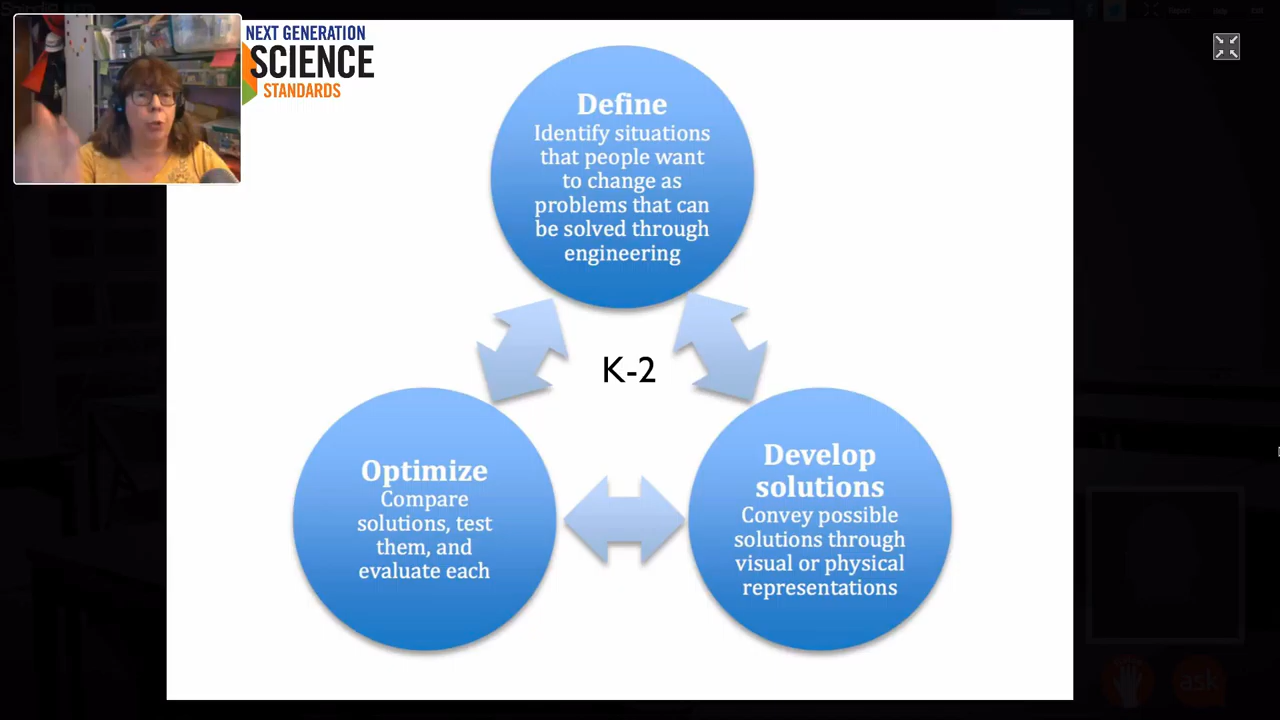 NEXT GENERATION
SCIENCE
STANDARDS
Define
Identify situations
that people want
to change as
problems that can
be solved through
engineering
K-2
Optimize
Compare
solutions, test
them, and
evaluate each
Develop
solutions
Convey possible
solutions through
visual or physical
representations
ask